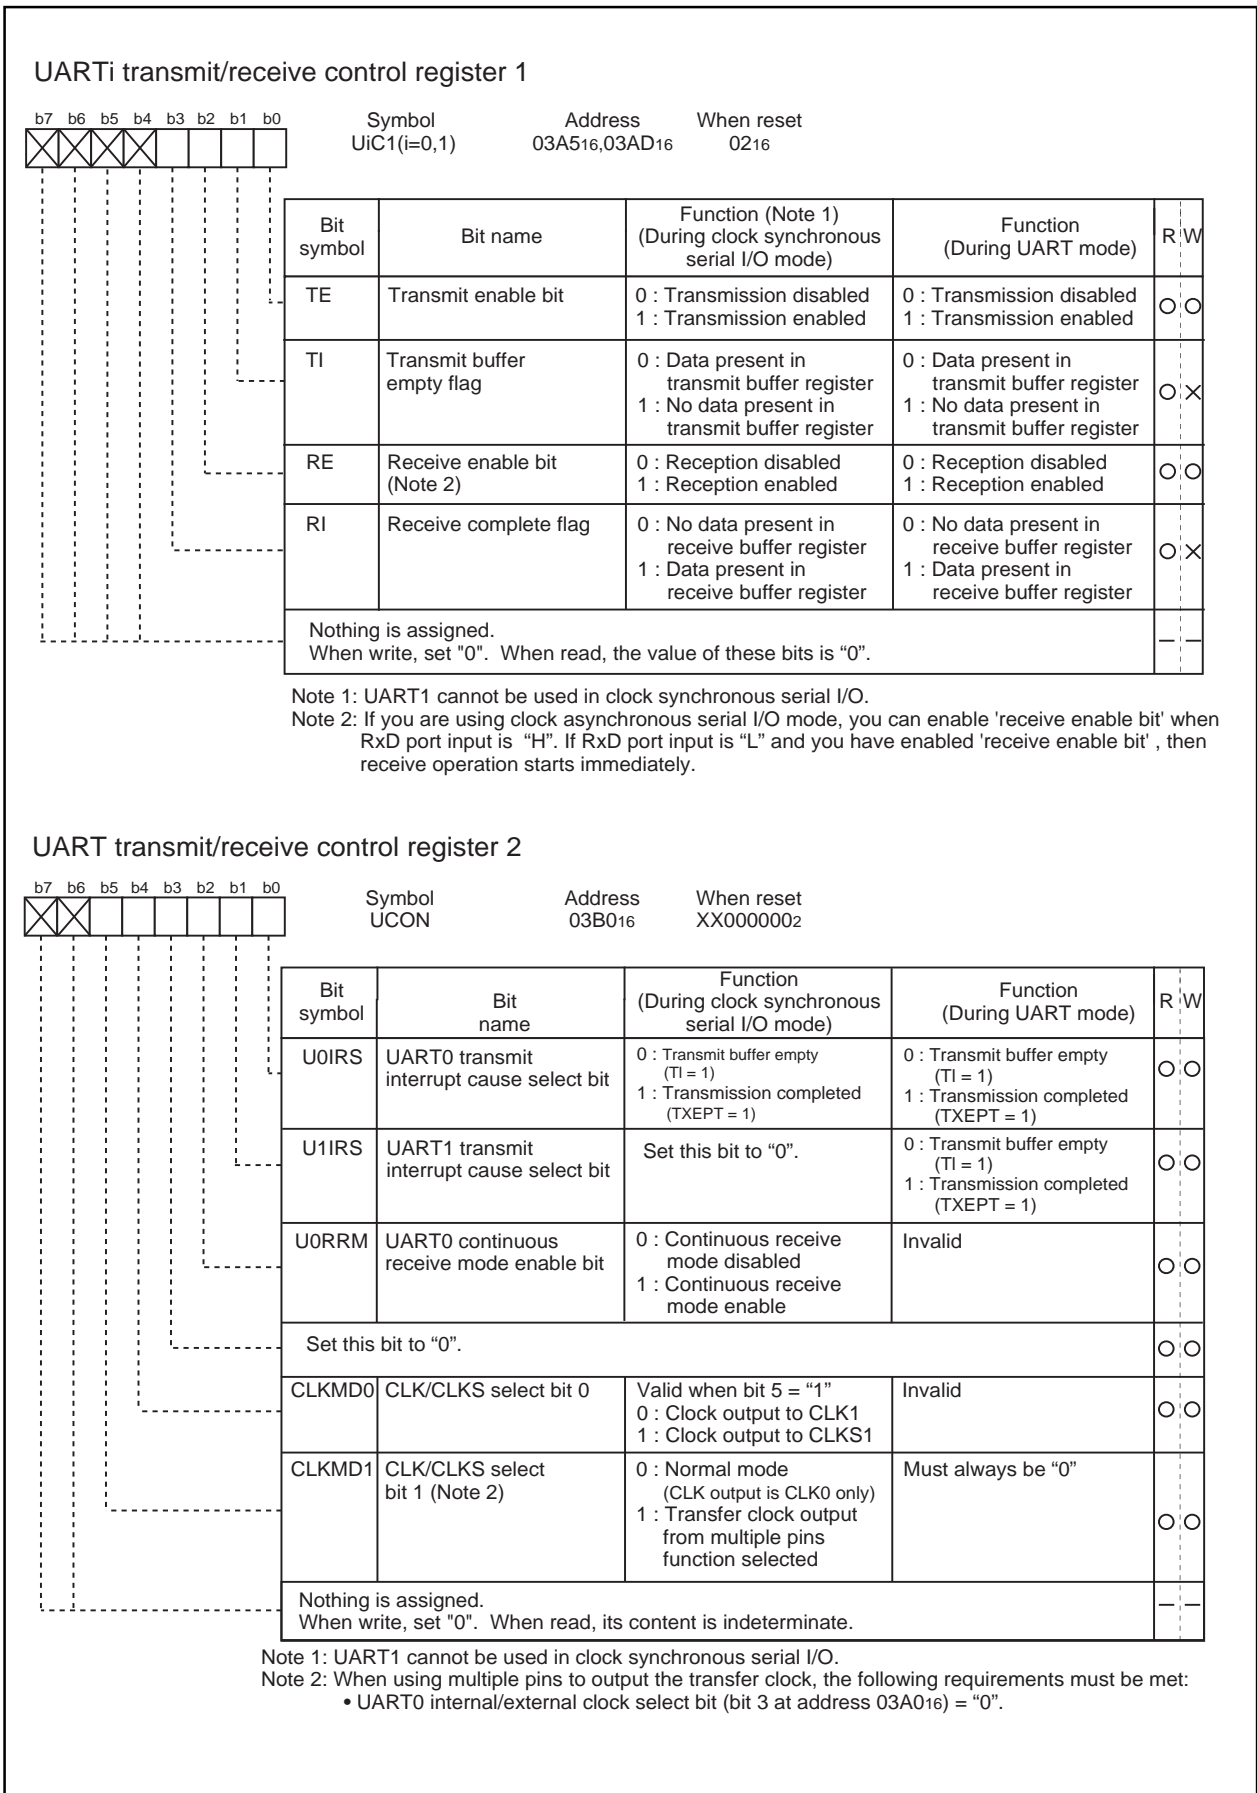 UARTi transmit/receive control register 1
b7 b6 b5 b4 b3 b2 b1 b0
Symbol Address When reset
UiC1(i=0,1) 03A516,03AD16 0216
Bit symbol Bit name Function (Note 1) (During clock synchronous serial I/O mode) Function (During UART mode) R W
TE Transmit enable bit 0 : Transmission disabled 0 : Transmission disabled
1 : Transmission enabled 1 : Transmission enabled
TI Transmit buffer 0 : Data present in 0 : Data present in
empty flag transmit buffer register transmit buffer register
1 : No data present in 1 : No data present in
transmit buffer register transmit buffer register
RE Receive enable bit 0 : Reception disabled 0 : Reception disabled
(Note 2) 1 : Reception enabled 1 : Reception enabled
RI Receive complete flag 0 : No data present in 0 : No data present in
receive buffer register receive buffer register
1 : Data present in 1 : Data present in
receive buffer register receive buffer register
Nothing is assigned.
When write, set "0". When read, the value of these bits is “0”.
Note 1: UART1 cannot be used in clock synchronous serial I/O.
Note 2: If you are using clock asynchronous serial I/O mode, you can enable 'receive enable bit' when
RxD port input is “H”. If RxD port input is “L” and you have enabled 'receive enable bit' , then
receive operation starts immediately.
UART transmit/receive control register 2
b7 b6 b5 b4 b3 b2 b1 b0
Symbol Address When reset
UCON 03B016 XX0000002
Bit symbol Bit name Function (During clock synchronous serial I/O mode) Function (During UART mode) R W
U0IRS UART0 transmit 0 : Transmit buffer empty 0 : Transmit buffer empty
interrupt cause select bit (TI = 1) (TI = 1)
1 : Transmission completed 1 : Transmission completed
(TXEPT = 1) (TXEPT = 1)
U1IRS UART1 transmit Set this bit to “0”. 0 : Transmit buffer empty
interrupt cause select bit (TI = 1)
1 : Transmission completed
(TXEPT = 1)
U0RRM UART0 continuous 0 : Continuous receive Invalid
receive mode enable bit mode disabled
1 : Continuous receive
mode enable
Set this bit to “0”.
CLKMD0 CLK/CLKS select bit 0 Valid when bit 5 = “1” Invalid
0 : Clock output to CLK1
1 : Clock output to CLKS1
CLKMD1 CLK/CLKS select 0 : Normal mode Must always be “0”
bit 1 (Note 2) (CLK output is CLK0 only)
1 : Transfer clock output
from multiple pins
function selected
Nothing is assigned.
When write, set "0". When read, its content is indeterminate.
Note 1: UART1 cannot be used in clock synchronous serial I/O.
Note 2: When using multiple pins to output the transfer clock, the following requirements must be met:
• UART0 internal/external clock select bit (bit 3 at address 03A016) = “0”.